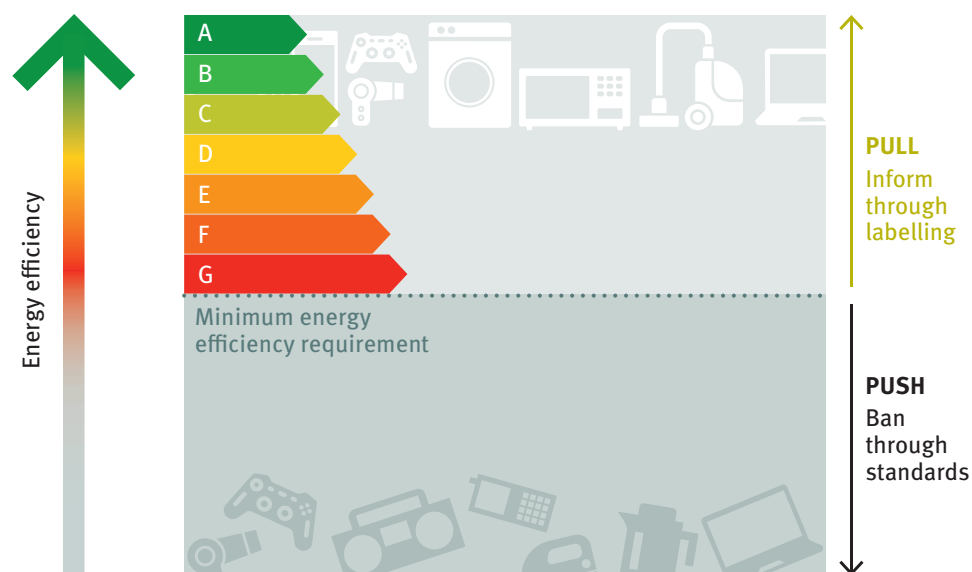 Energy efficiency
A
B
C
D
E
F
G
Minimum energy
efficiency requirement
PULL
Inform
through
labelling
PUSH
Ban
through
standards